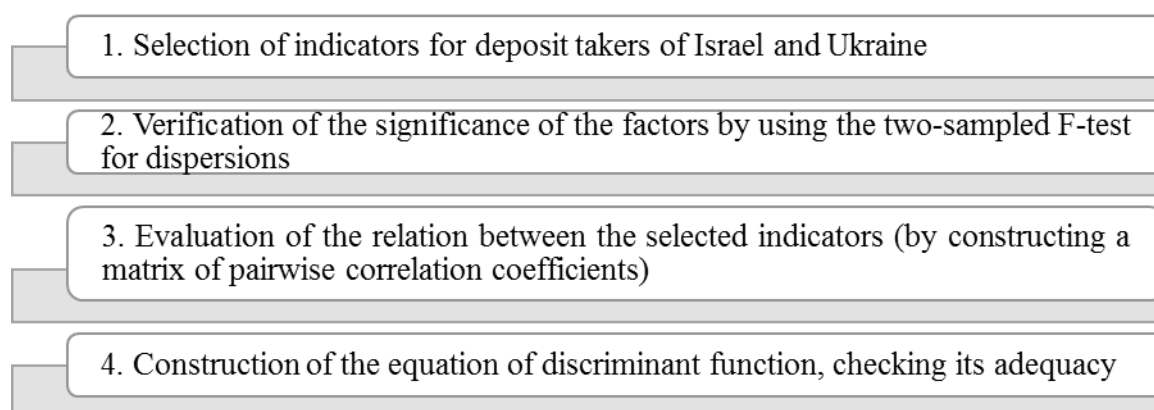 1. Selection of indicators for deposit takers of Israel and Ukraine
2. Verification of the significance of the factors by using the two-sampled F-test
for dispersions
3. Evaluation of the relation between the selected indicators (by constructing a
matrix of pairwise correlation coefficients)
4. Construction of the equation of discriminant function, checking its adequacy